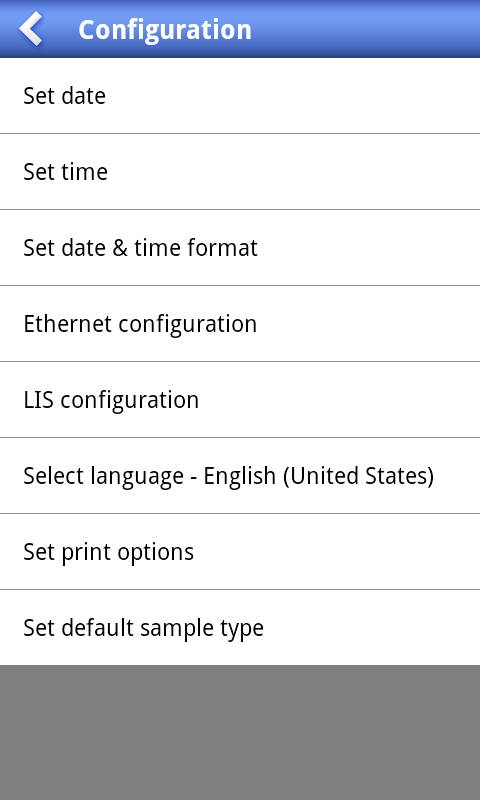 Configuration
Set date
Set time
Set date & time format
Ethernet configuration
LIS configuration
Select language - English (United States)
Set print options
Set default sample type